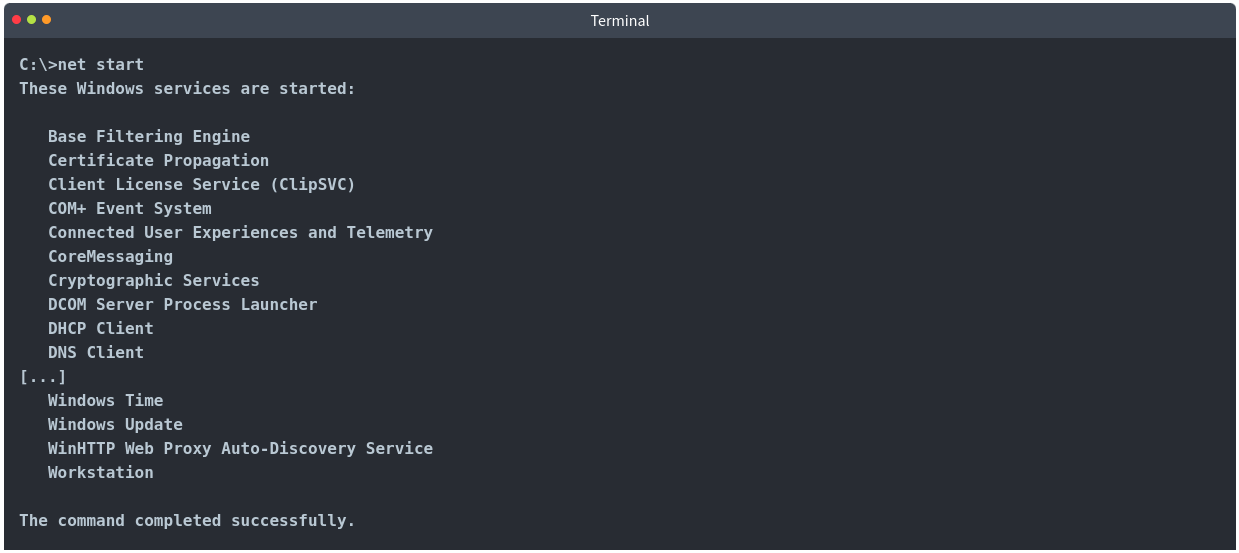 Terminal
C:\>net start
These Windows services are started:
Base Filtering Engine
Certificate Propagation
Client License Service (ClipSVC)
COM+ Event System
Connected User Experiences and Telemetry
CoreMessaging
Cryptographic Services
DCOM Server Process Launcher
DHCP Client
DNS Client
[...]
Windows Time
Windows Update
WinHTTP Web Proxy Auto-Discovery Service
Workstation
The command completed successfully.